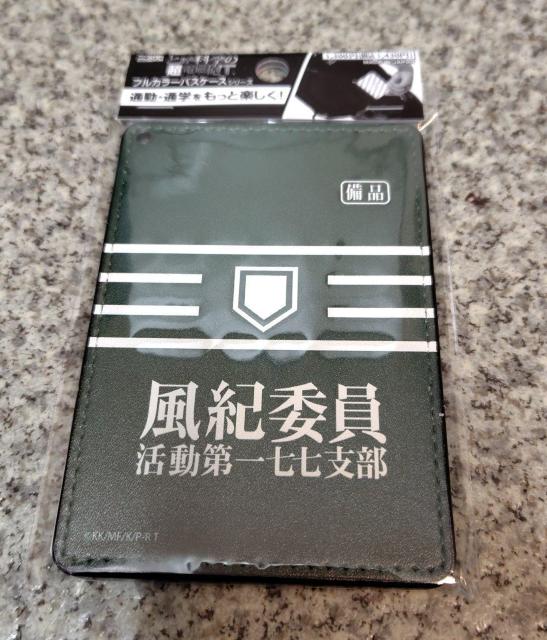 フルカラーパスケース
通勤・通学をもっと楽しく!
備品
風紀委員
活動第一七七支部
©KK/MF/K/P-R T